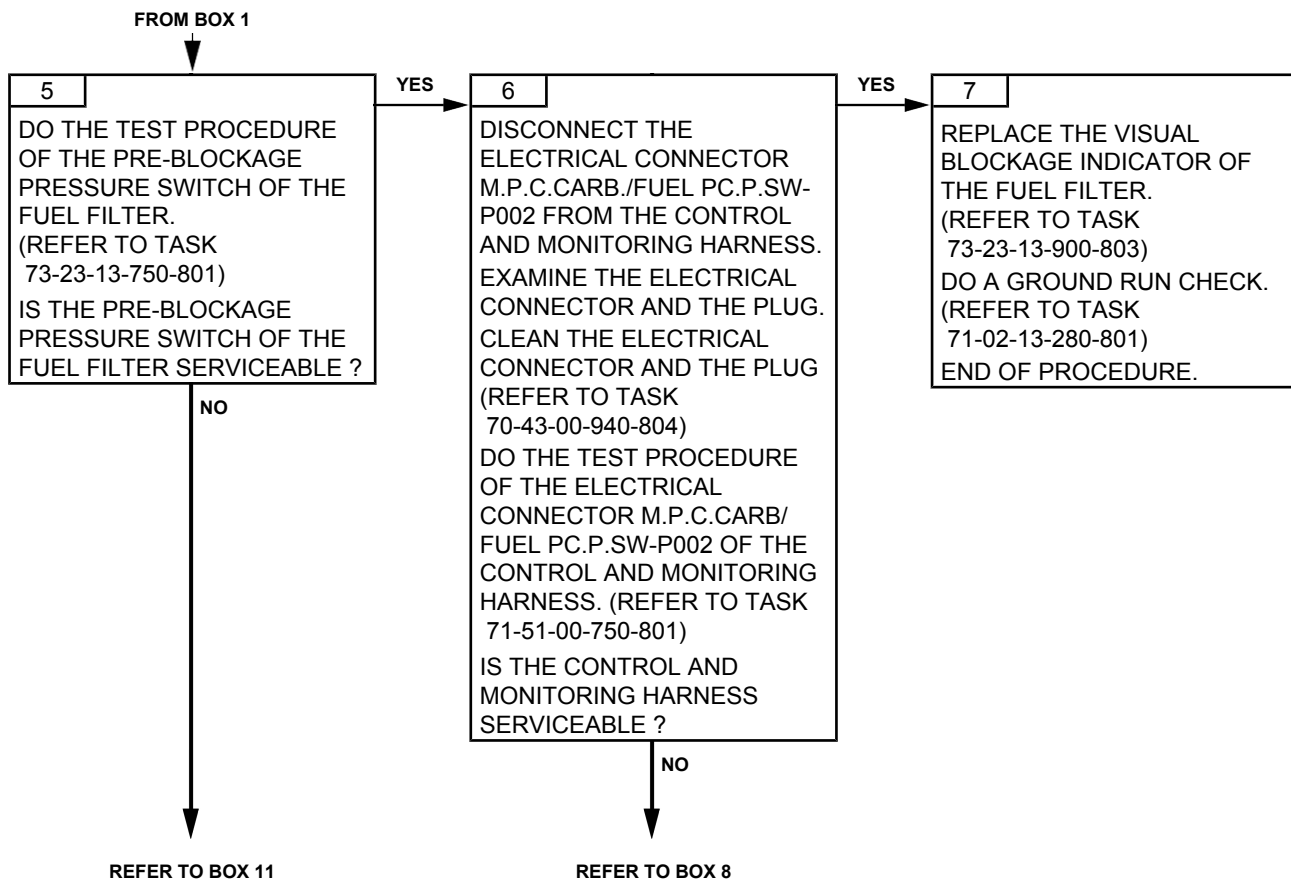 FROM BOX 1
5
DO THE TEST PROCEDURE
OF THE PRE-BLOCKAGE
PRESSURE SWITCH OF THE
FUEL FILTER.
(REFER TO TASK
73-23-13-750-801)
IS THE PRE-BLOCKAGE
PRESSURE SWITCH OF THE
FUEL FILTER SERVICEABLE ?
YES
NO
REFER TO BOX 11
6
DISCONNECT THE
ELECTRICAL CONNECTOR
M.P.C.CARB./FUEL PC.P.SW-
P002 FROM THE CONTROL
AND MONITORING HARNESS.
EXAMINE THE ELECTRICAL
CONNECTOR AND THE PLUG.
CLEAN THE ELECTRICAL
CONNECTOR AND THE PLUG
(REFER TO TASK
70-43-00-940-804)
DO THE TEST PROCEDURE
OF THE ELECTRICAL
CONNECTOR M.P.C.CARB/
FUEL PC.P.SW-P002 OF THE
CONTROL AND MONITORING
HARNESS. (REFER TO TASK
71-51-00-750-801)
IS THE CONTROL AND
MONITORING HARNESS
SERVICEABLE ?
YES
NO
REFER TO BOX 8
7
REPLACE THE VISUAL
BLOCKAGE INDICATOR OF
THE FUEL FILTER.
(REFER TO TASK
73-23-13-900-803)
DO A GROUND RUN CHECK.
(REFER TO TASK
71-02-13-280-801)
END OF PROCEDURE.